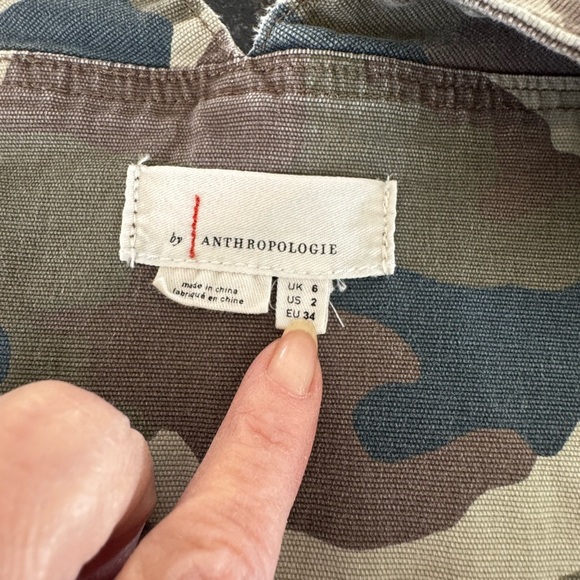 by ANTHROPOLOGIE
made in china
fabriqué en chine
UK 6
US 2
EU 34